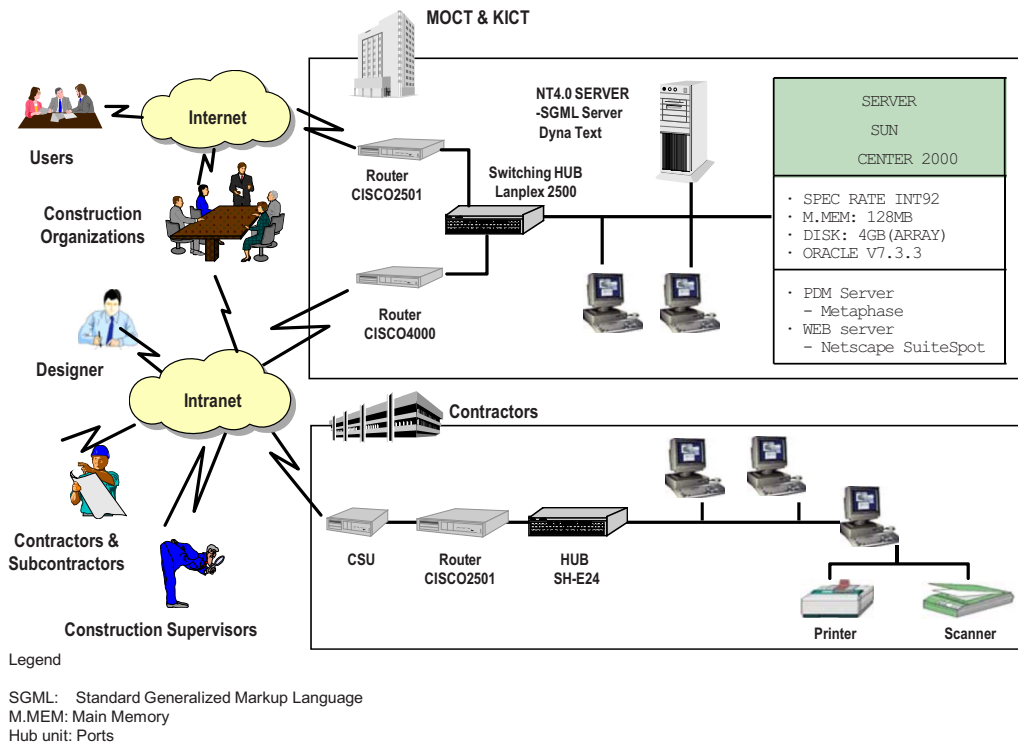 MOCT & KICT
Internet
Users
Construction
Organizations
Designer
Intranet
Contractors &
Subcontractors
Construction Supervisors
Router
CISCO2501
Switching HUB
Lanplex 2500
Router
CISCO4000
NT4.0 SERVER
-SGML Server
Dyna Text
SERVER
SUN
CENTER 2000
· SPEC RATE INT92
· M.MEM: 128MB
· DISK: 4GB(ARRAY)
· ORACLE V7.3.3
· PDM Server
- Metaphase
· WEB server
- Netscape SuiteSpot
Contractors
CSU
Router
CISCO2501
HUB
SH-E24
Printer
Scanner
Legend
SGML: Standard Generalized Markup Language
M.MEM: Main Memory
Hub unit: Ports